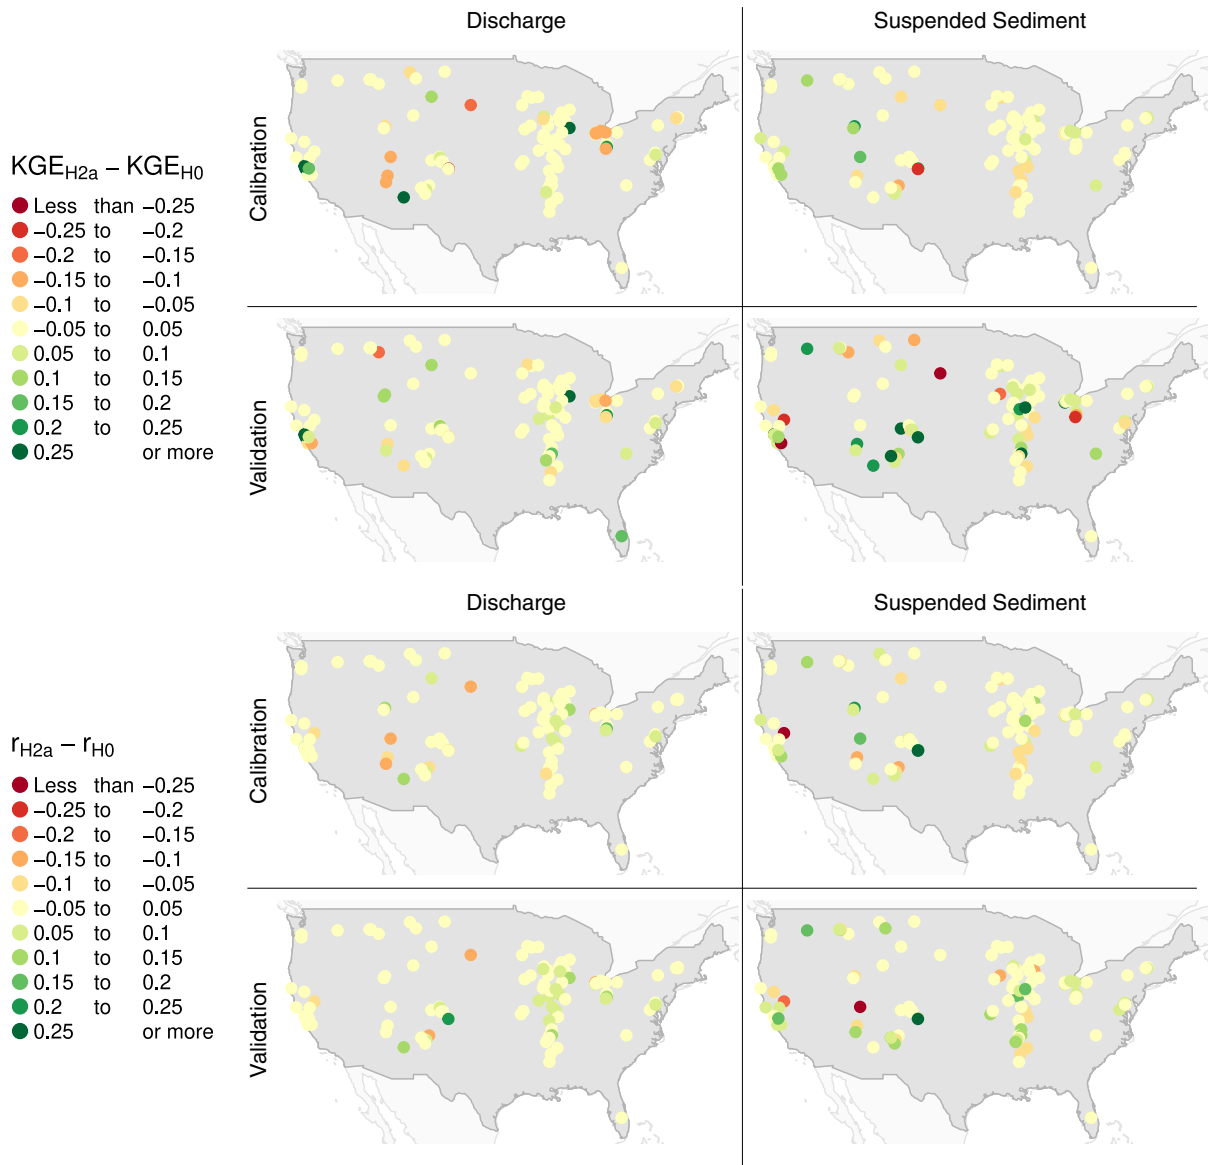 Discharge
Suspended Sediment
Calibration
KGE_H2a − KGE_H0
Less than −0.25
−0.25 to −0.2
−0.2 to −0.15
−0.15 to −0.1
−0.1 to −0.05
−0.05 to 0.05
0.05 to 0.1
0.1 to 0.15
0.15 to 0.2
0.2 to 0.25
0.25 or more
Validation
Discharge
Suspended Sediment
Calibration
r_H2a − r_H0
Less than −0.25
−0.25 to −0.2
−0.2 to −0.15
−0.15 to −0.1
−0.1 to −0.05
−0.05 to 0.05
0.05 to 0.1
0.1 to 0.15
0.15 to 0.2
0.2 to 0.25
0.25 or more
Validation